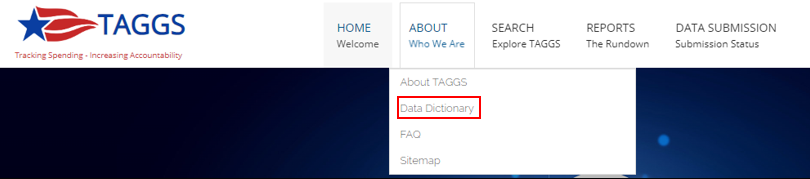 TAGGS
Tracking Spending - Increasing Accountability
HOME
Welcome
ABOUT
Who We Are
SEARCH
Explore TAGGS
REPORTS
The Rundown
DATA SUBMISSION
Submission Status
About TAGGS
Data Dictionary
FAQ
Sitemap